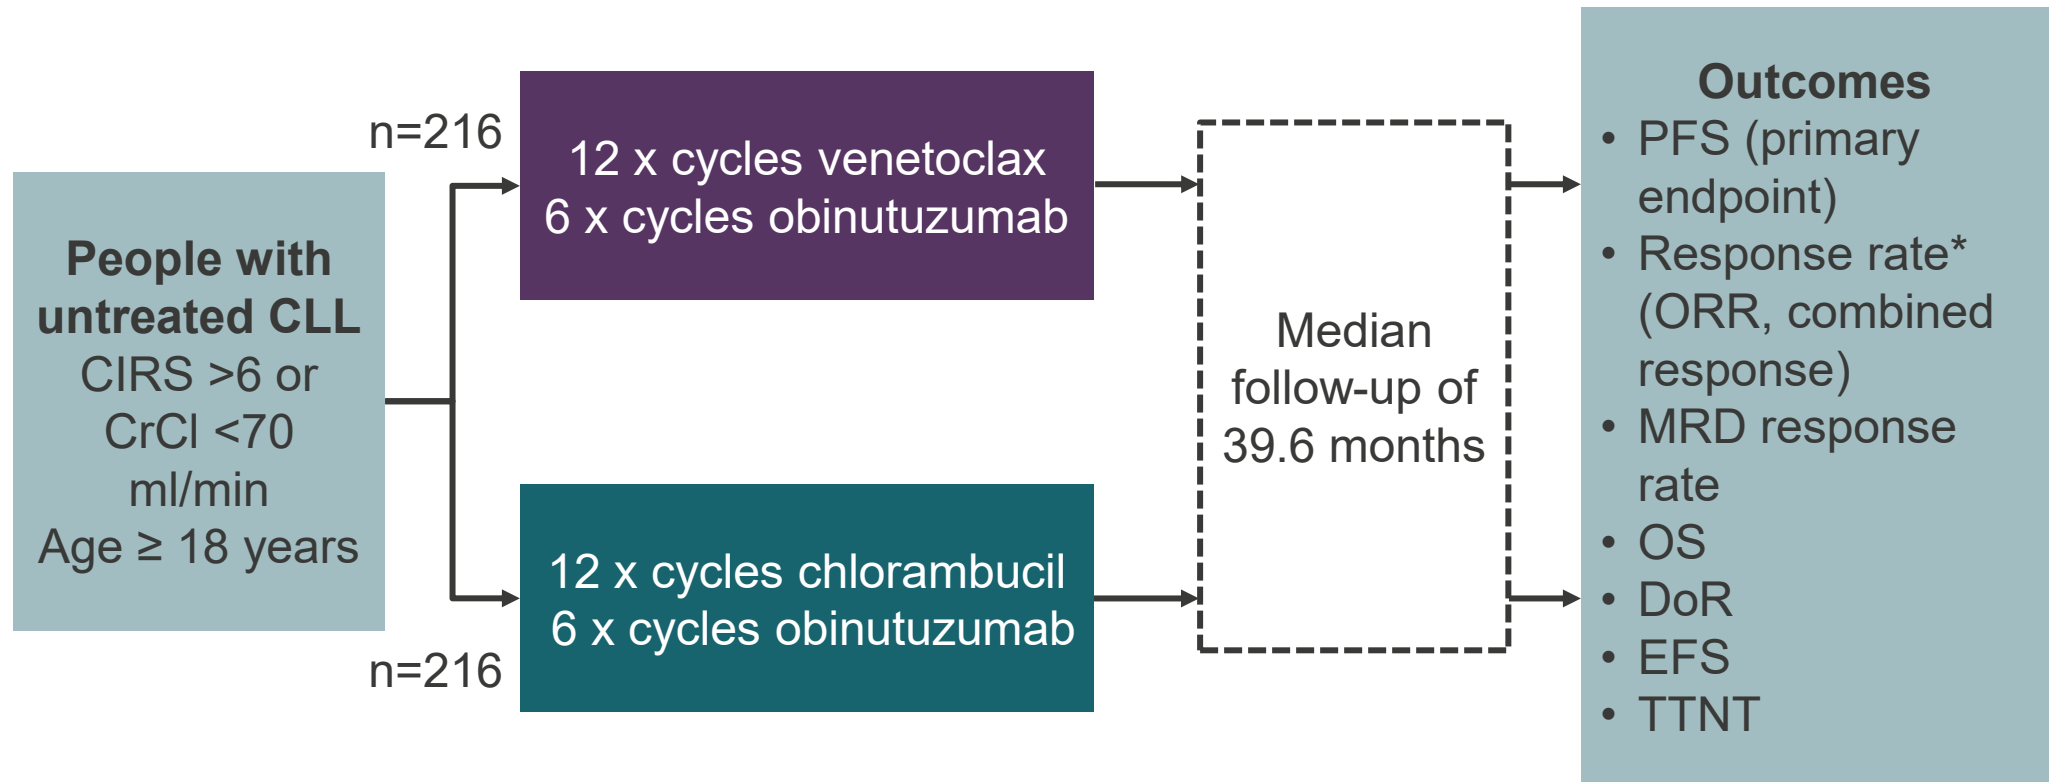 People with
untreated CLL
CIRS >6 or
CrCl <70
ml/min
Age ≥ 18 years
n=216
12 x cycles venetoclax
6 x cycles obinutuzumab
n=216
12 x cycles chlorambucil
6 x cycles obinutuzumab
Median
follow-up of
39.6 months
Outcomes
• PFS (primary
endpoint)
• Response rate*
(ORR, combined
response)
• MRD response
rate
• OS
• DoR
• EFS
• TTNT